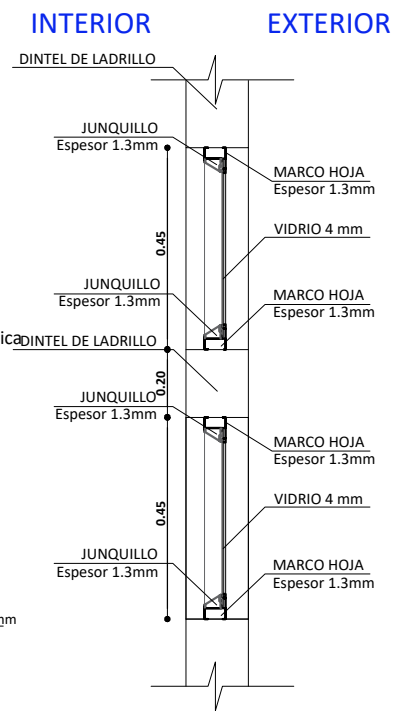 INTERIOR EXTERIOR
DINTEL DE LADRILLO
JUNQUILLO
Espesor 1.3mm
MARCO HOJA
Espesor 1.3mm
VIDRIO 4 mm
0.45
JUNQUILLO
Espesor 1.3mm
MARCO HOJA
Espesor 1.3mm
ica
DINTEL DE LADRILLO
0.20
JUNQUILLO
Espesor 1.3mm
MARCO HOJA
Espesor 1.3mm
VIDRIO 4 mm
0.45
JUNQUILLO
Espesor 1.3mm
MARCO HOJA
Espesor 1.3mm